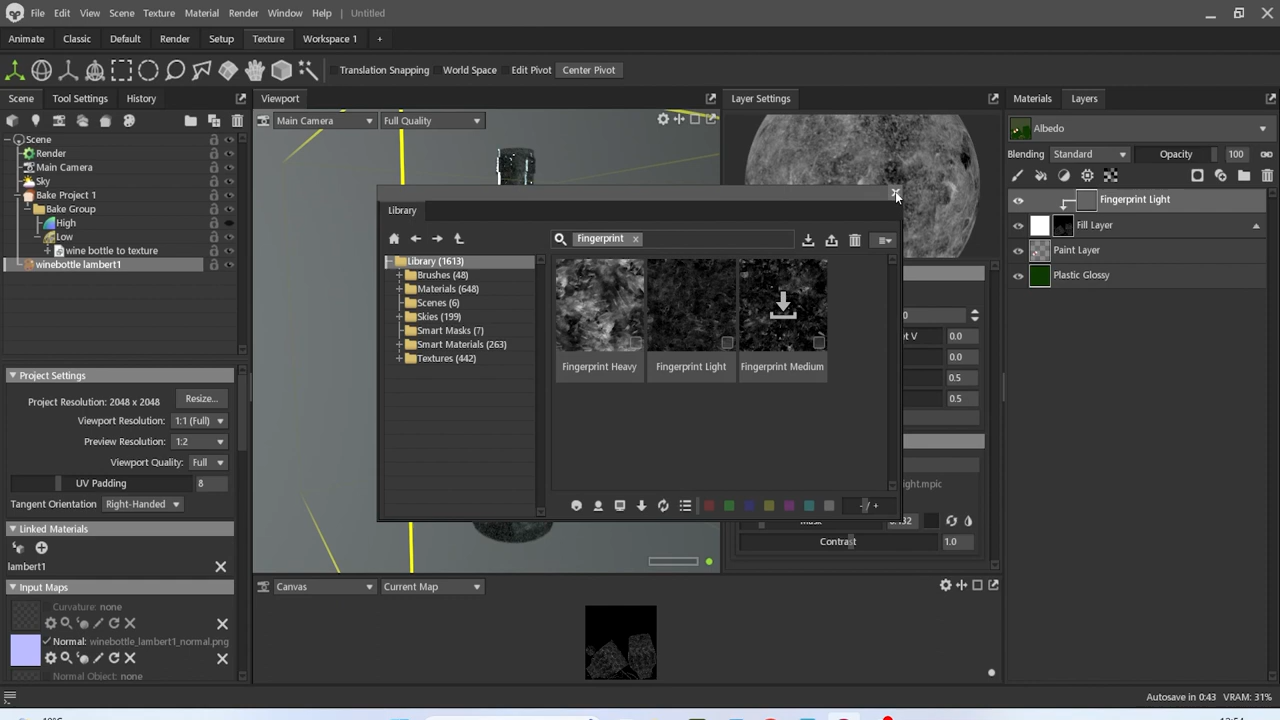 File Edit View Scene Texture Material Render Window Help Untitled
Animate Classic Default Render Setup Texture Workspace 1 +
Translation Snapping World Space Edit Pivot Center Pivot
Scene Tool Settings History Viewport Layer Settings Materials Layers
Main Camera Full Quality
Scene
Render
Main Camera
Sky
Bake Project 1
Bake Group
High
Low
wine bottle to texture
winebottle lambert1
Project Settings
Project Resolution: 2048 x 2048 Resize...
Viewport Resolution: 1:1 (Full)
Preview Resolution: 1:2
Viewport Quality: Full
UV Padding 8
Tangent Orientation Right-Handed
Linked Materials
lambert1
Input Maps
Curvature: none
Normal: winebottle_lambert1_normal.png
Normal Object: none
Library
Fingerprint x
Library (1613)
Brushes (48)
Materials (648)
Scenes (6)
Skies (199)
Smart Masks (7)
Smart Materials (263)
Textures (442)
Fingerprint Heavy Fingerprint Light Fingerprint Medium
- / +
0
V 0.0
0.0
0.5
0.5
ight.mpic
Mask
Contrast 1.0
Canvas Current Map
Albedo
Blending Standard Opacity 100
Fingerprint Light
Fill Layer
Paint Layer
Plastic Glossy
Autosave in 0:43 VRAM: 31%